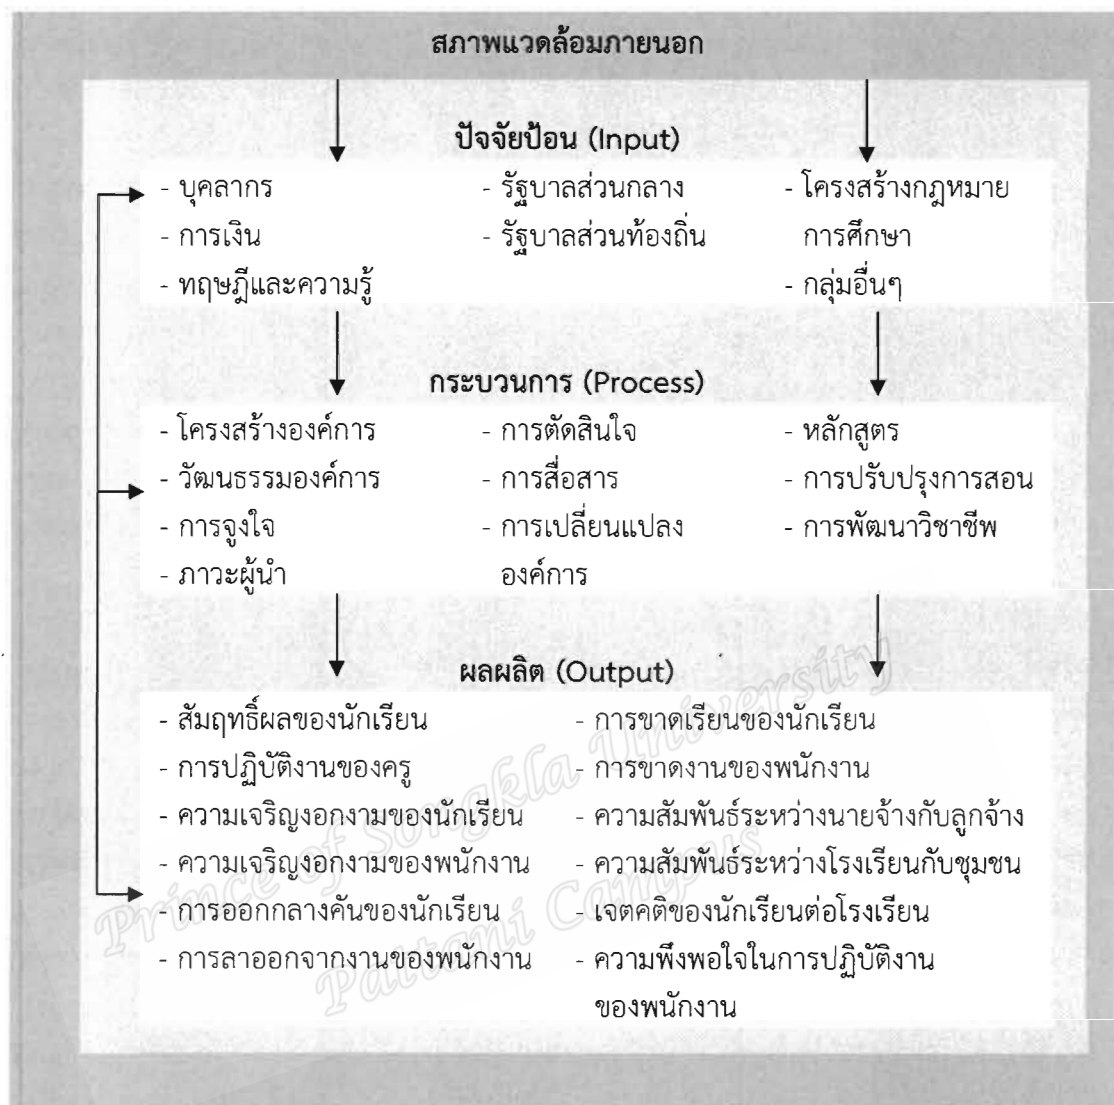 สภาพแวดล้อมภายนอก
ปัจจัยป้อน (Input)
- บุคลากร
- การเงิน
- ทฤษฎีและความรู้
- รัฐบาลส่วนกลาง
- รัฐบาลส่วนท้องถิ่น
- โครงสร้างกฎหมาย
การศึกษา
- กลุ่มอื่นๆ
กระบวนการ (Process)
- โครงสร้างองค์การ
- วัฒนธรรมองค์การ
- การจูงใจ
- ภาวะผู้นำ
- การตัดสินใจ
- การสื่อสาร
- การเปลี่ยนแปลง
องค์การ
- หลักสูตร
- การปรับปรุงการสอน
- การพัฒนาวิชาชีพ
ผลผลิต (Output)
- สัมฤทธิ์ผลของนักเรียน
- การปฏิบัติงานของครู
- ความเจริญงอกงามของนักเรียน
- ความเจริญงอกงามของพนักงาน
- การออกกลางคันของนักเรียน
- การลาออกจากงานของพนักงาน
- การขาดเรียนของนักเรียน
- การขาดงานของพนักงาน
- ความสัมพันธ์ระหว่างนายจ้างกับลูกจ้าง
- ความสัมพันธ์ระหว่างโรงเรียนกับชุมชน
- เจตคติของนักเรียนต่อโรงเรียน
- ความพึงพอใจในการปฏิบัติงาน
ของพนักงาน
Prince of Songkla University
Pattani Campus